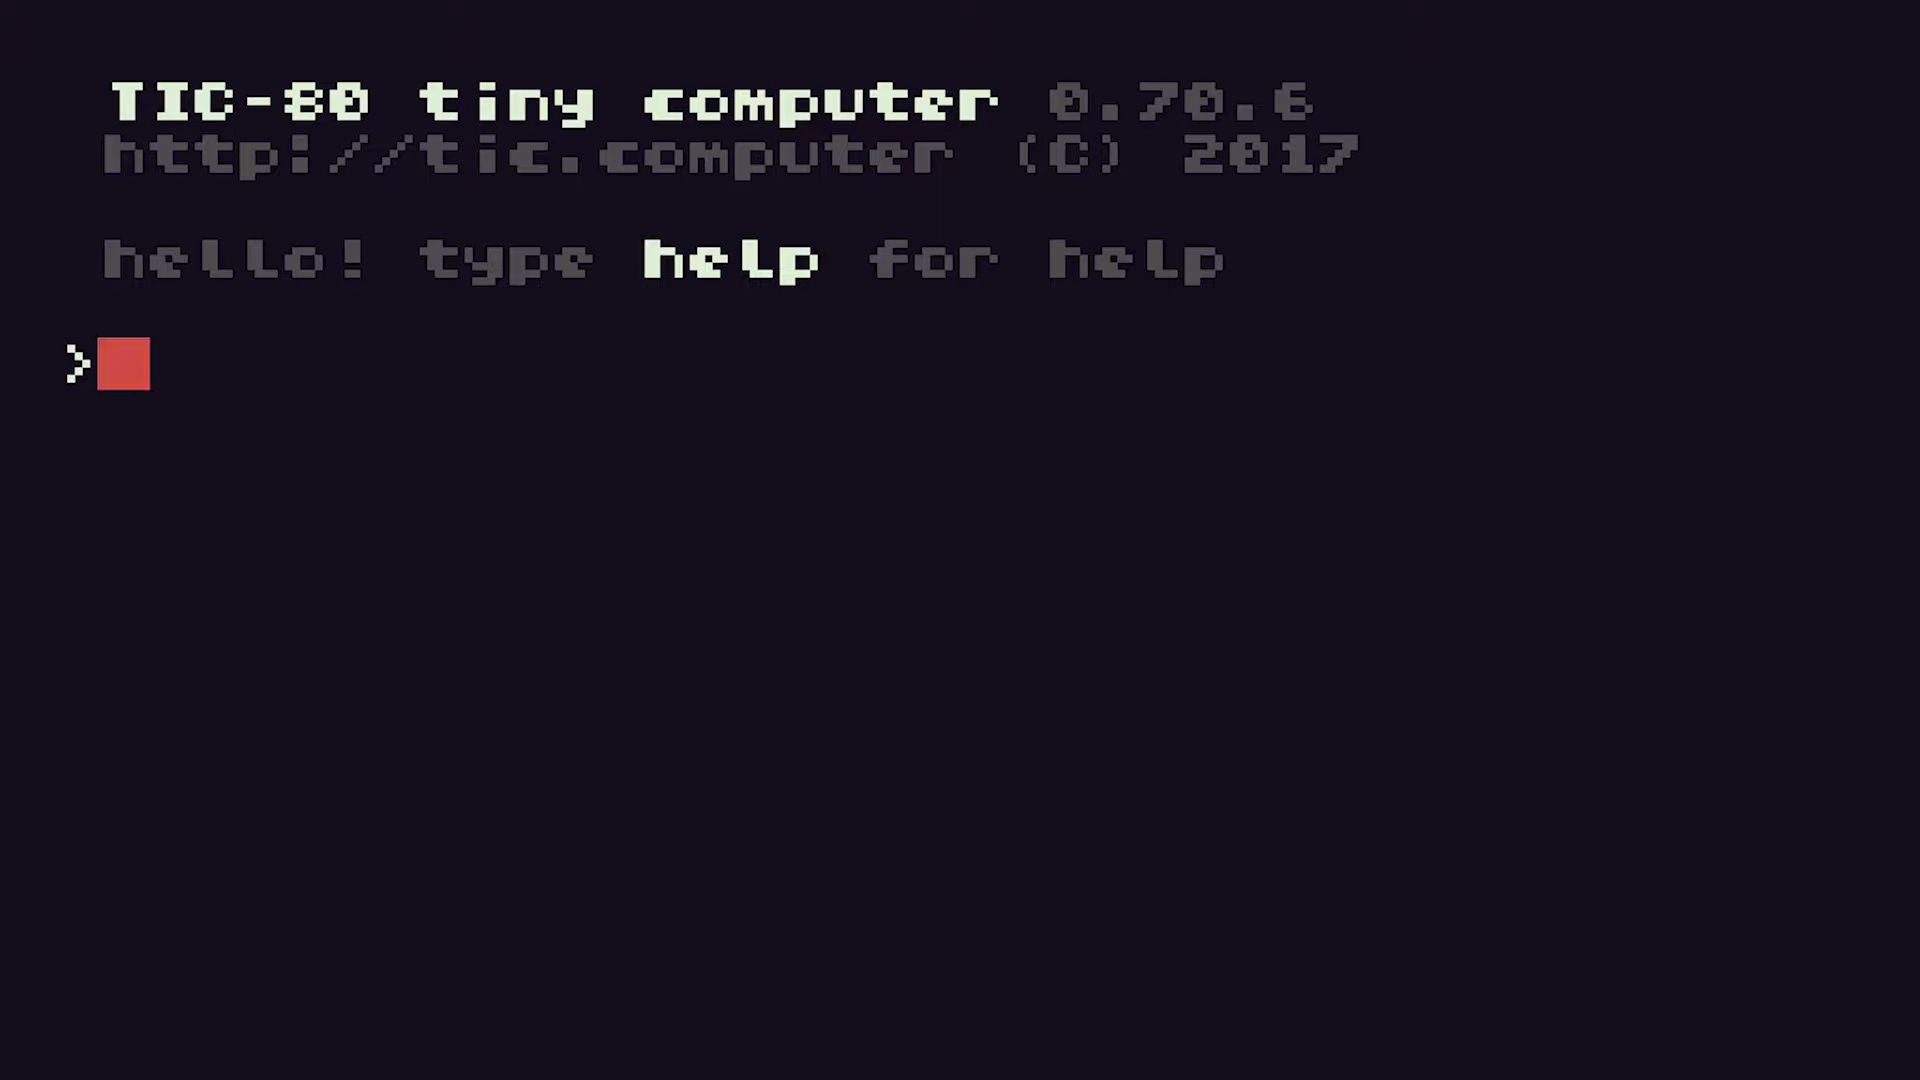 TIC-80 tiny computer 0.70.6
http://tic.computer (C) 2017
hello! type help for help
>